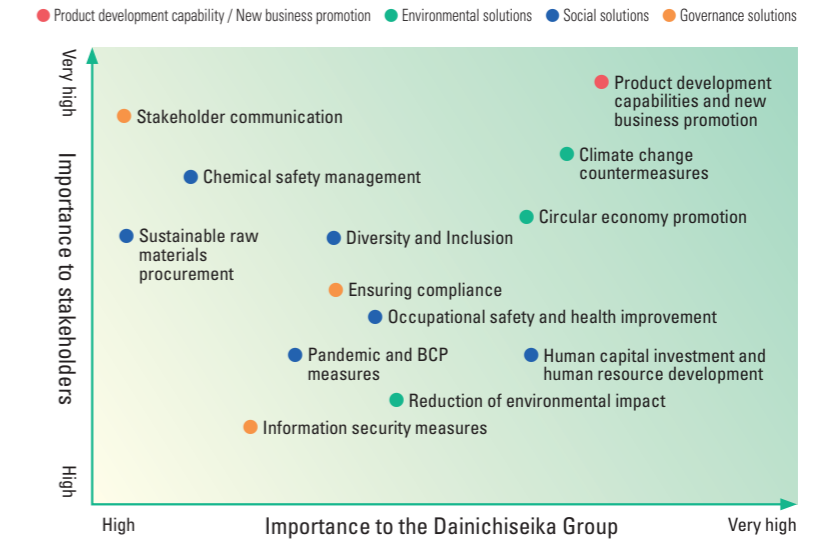 Product development capability / New business promotion
Environmental solutions
Social solutions
Governance solutions
Very high
Importance to stakeholders
High
Product development
capabilities and new
business promotion
Stakeholder communication
Climate change
countermeasures
Chemical safety management
Circular economy promotion
Sustainable raw
materials
procurement
Diversity and Inclusion
Ensuring compliance
Occupational safety and health improvement
Pandemic and BCP
measures
Human capital investment and
human resource development
Reduction of environmental impact
Information security measures
High
Importance to the Dainichiseika Group
Very high